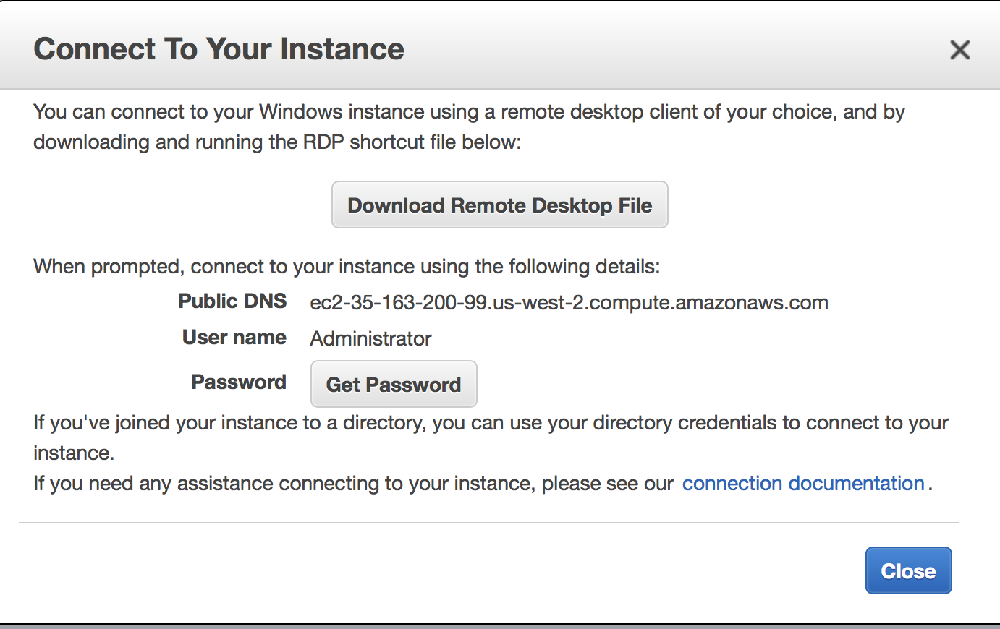 Connect To Your Instance
You can connect to your Windows instance using a remote desktop client of your choice, and by
downloading and running the RDP shortcut file below:
Download Remote Desktop File
When prompted, connect to your instance using the following details:
Public DNS ec2-35-163-200-99.us-west-2.compute.amazonaws.com
User name Administrator
Password Get Password
If you've joined your instance to a directory, you can use your directory credentials to connect to your
instance.
If you need any assistance connecting to your instance, please see our connection documentation.
Close